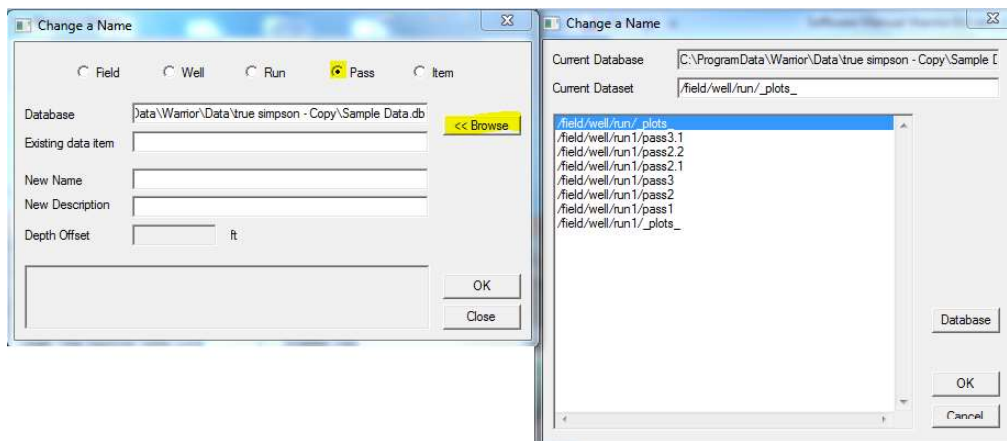 Change a Name
Field Well Run Pass Item
Database Data\Warrior\Data\true simpson - Copy\Sample Data.db << Browse
Existing data item
New Name
New Description
Depth Offset ft
OK
Close
Change a Name
Current Database C:\ProgramData\Warrior\Data\true simpson - Copy\Sample D
Current Dataset /field/well/run/_plots_
/field/well/run/_plots_
/field/well/run1/pass3.1
/field/well/run1/pass2.2
/field/well/run1/pass2.1
/field/well/run1/pass3
/field/well/run1/pass2
/field/well/run1/pass1
/field/well/run1/_plots_
Database
OK
Cancel